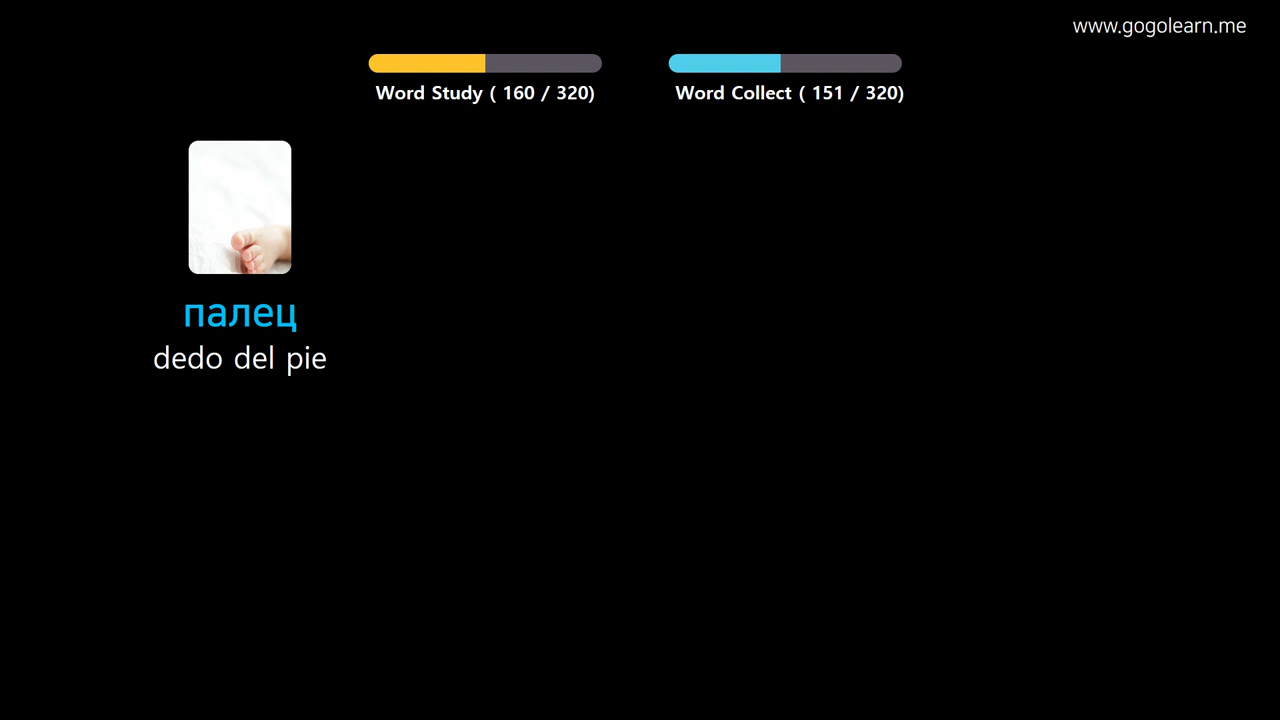 www.gogolearn.me
Word Study ( 160 / 320)
Word Collect ( 151 / 320)
палец
dedo del pie